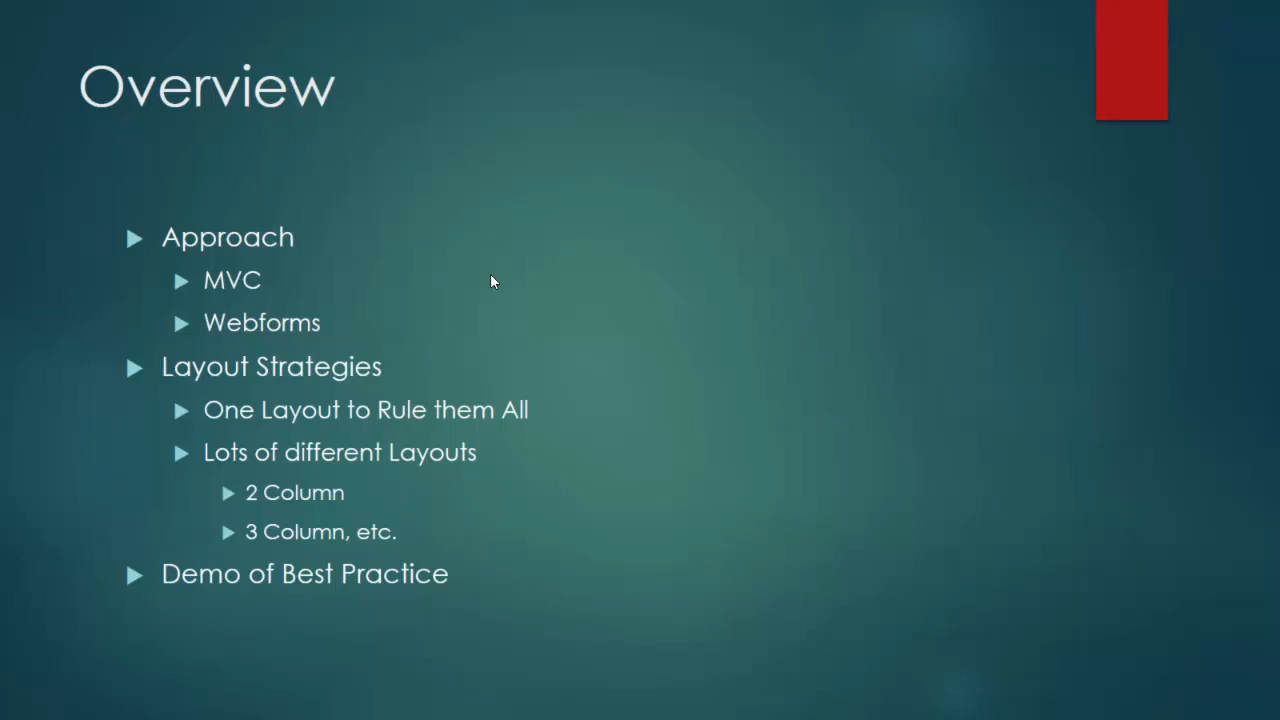 Overview
Approach
MVC
Webforms
Layout Strategies
One Layout to Rule them All
Lots of different Layouts
2 Column
3 Column, etc.
Demo of Best Practice